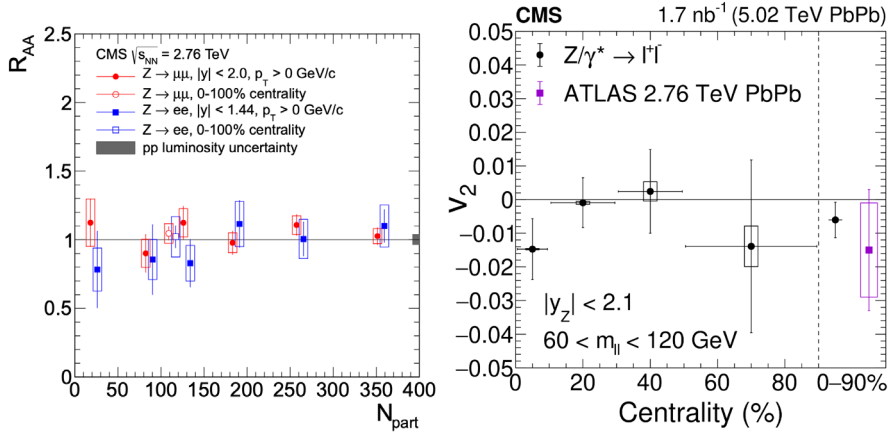 R_AA
2.5
2
1.5
1
0.5
0
CMS √s_NN = 2.76 TeV
Z → μμ, |y| < 2.0, p_T > 0 GeV/c
Z → μμ, 0-100% centrality
Z → ee, |y| < 1.44, p_T > 0 GeV/c
Z → ee, 0-100% centrality
pp luminosity uncertainty
0 50 100 150 200 250 300 350 400
N_part
CMS 1.7 nb⁻¹ (5.02 TeV PbPb)
v₂
0.05
0.04
0.03
0.02
0.01
0
−0.01
−0.02
−0.03
−0.04
−0.05
Z/γ* → l⁺l⁻
ATLAS 2.76 TeV PbPb
|y_Z| < 2.1
60 < m_ll < 120 GeV
0 20 40 60 80 0−90%
Centrality (%)